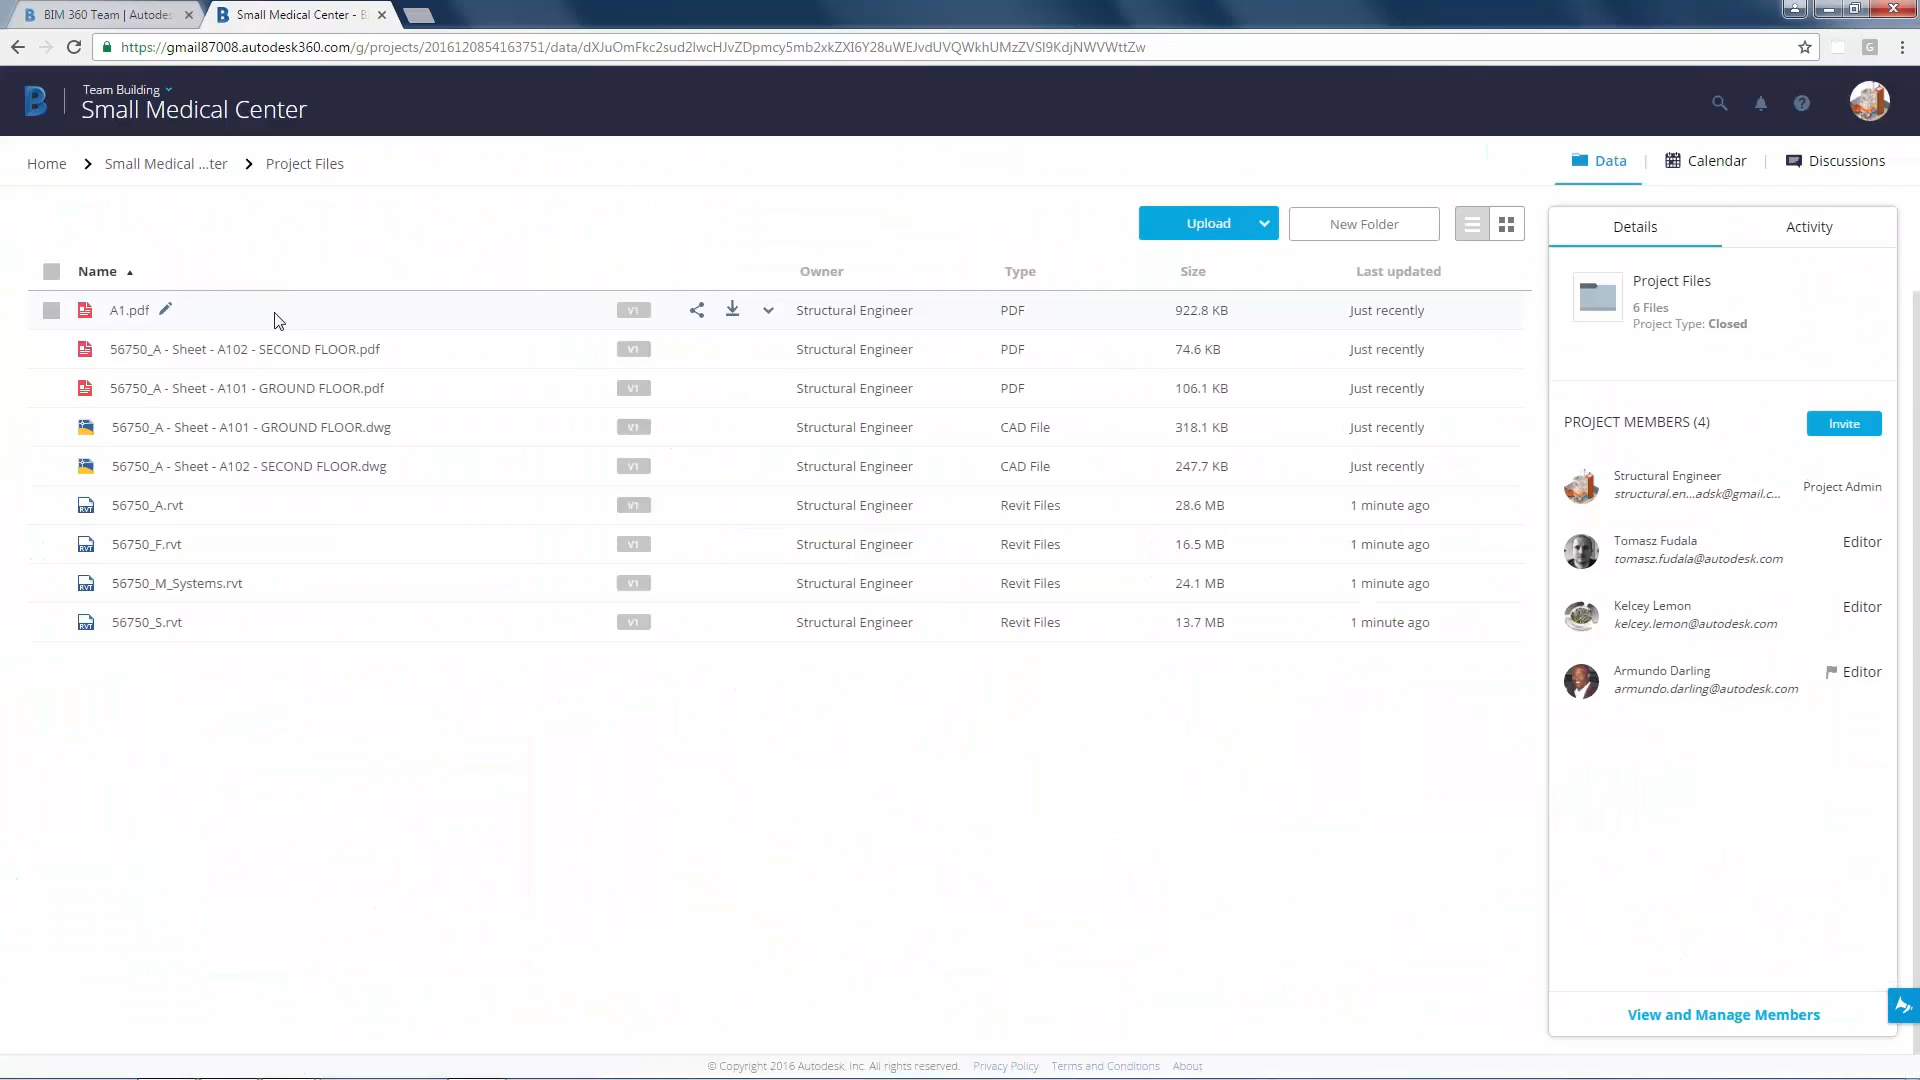 BIM 360 Team | Autodes
Small Medical Center - B
https://gmail87008.autodesk360.com/g/projects/2016120854163751/data/dXJuOmFkc2sud2lwcHJvZDpmcy5mb2xkZXI6Y28uWEJvdUVQWkhUMzZVSl9KdjNWVWttZw
Team Building
Small Medical Center
Home > Small Medical ...ter > Project Files
Data | Calendar | Discussions
Upload
New Folder
Name Owner Type Size Last updated
A1.pdf V1 Structural Engineer PDF 922.8 KB Just recently
56750_A - Sheet - A102 - SECOND FLOOR.pdf V1 Structural Engineer PDF 74.6 KB Just recently
56750_A - Sheet - A101 - GROUND FLOOR.pdf V1 Structural Engineer PDF 106.1 KB Just recently
56750_A - Sheet - A101 - GROUND FLOOR.dwg V1 Structural Engineer CAD File 318.1 KB Just recently
56750_A - Sheet - A102 - SECOND FLOOR.dwg V1 Structural Engineer CAD File 247.7 KB Just recently
56750_A.rvt V1 Structural Engineer Revit Files 28.6 MB 1 minute ago
56750_F.rvt V1 Structural Engineer Revit Files 16.5 MB 1 minute ago
56750_M_Systems.rvt V1 Structural Engineer Revit Files 24.1 MB 1 minute ago
56750_S.rvt V1 Structural Engineer Revit Files 13.7 MB 1 minute ago
Details Activity
Project Files
6 Files
Project Type: Closed
PROJECT MEMBERS (4) Invite
Structural Engineer
structural.en...adsk@gmail.c... Project Admin
Tomasz Fudala Editor
tomasz.fudala@autodesk.com
Kelcey Lemon Editor
kelcey.lemon@autodesk.com
Armundo Darling Editor
armundo.darling@autodesk.com
View and Manage Members
© Copyright 2016 Autodesk, Inc. All rights reserved. Privacy Policy Terms and Conditions About